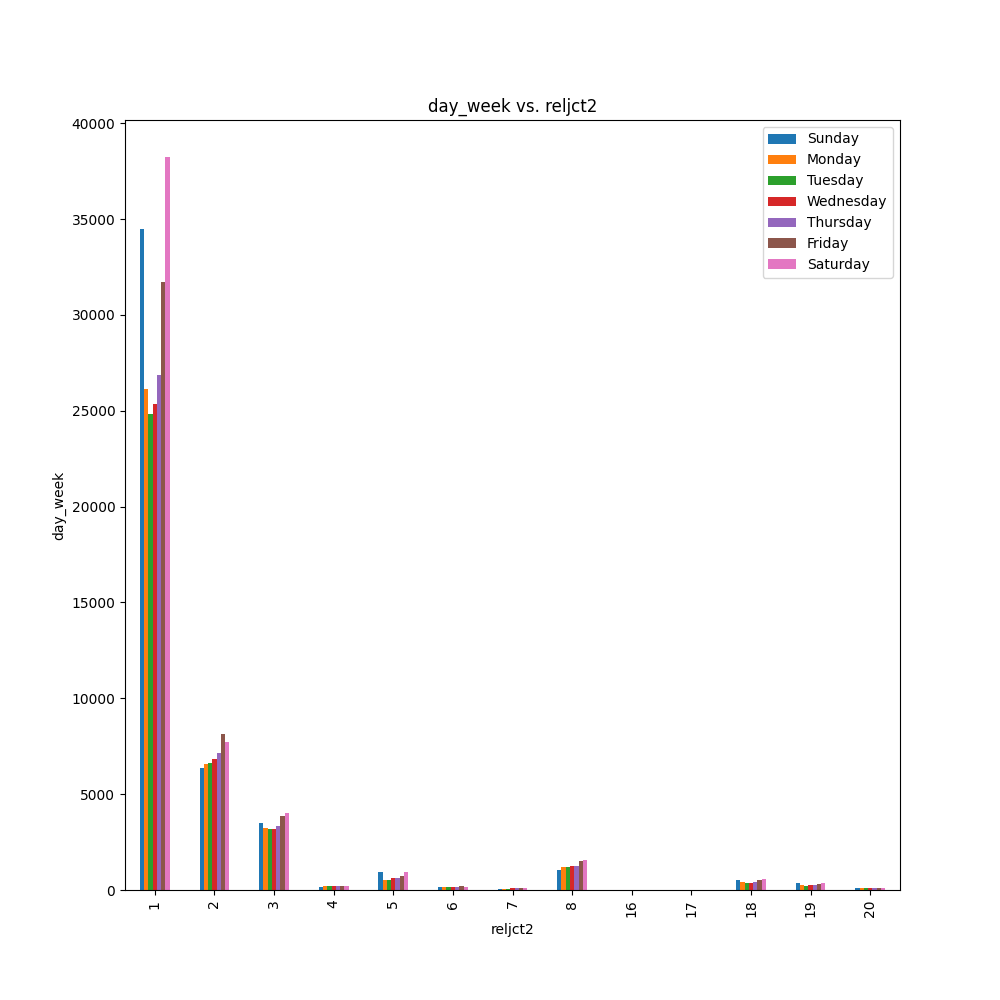 day_week vs. reljct2
40000
35000
30000
25000
20000
15000
10000
5000
0
day_week
Sunday
Monday
Tuesday
Wednesday
Thursday
Friday
Saturday
1 2 3 4 5 6 7 8 16 17 18 19 20
reljct2